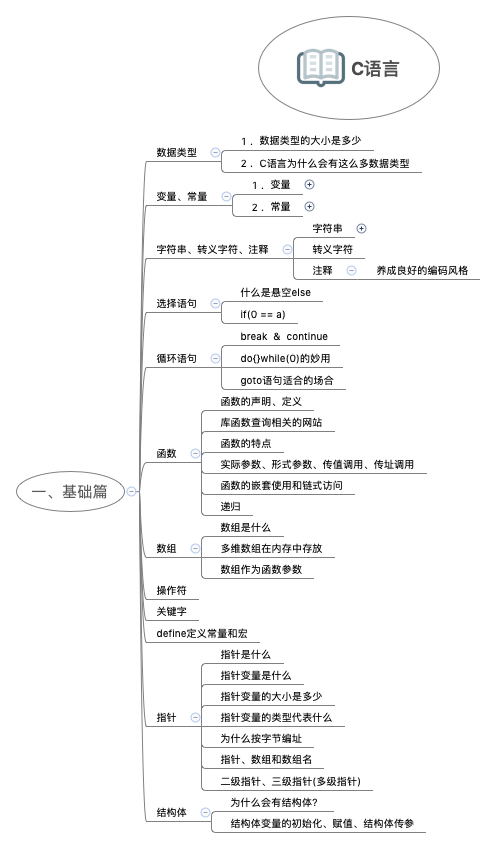 C语言
一、基础篇
数据类型
1．数据类型的大小是多少
2．C语言为什么会有这么多数据类型
变量、常量
1．变量
2．常量
字符串、转义字符、注释
字符串
转义字符
注释
养成良好的编码风格
选择语句
什么是悬空else
if(0 == a)
循环语句
break & continue
do{}while(0)的妙用
goto语句适合的场合
函数
函数的声明、定义
库函数查询相关的网站
函数的特点
实际参数、形式参数、传值调用、传址调用
函数的嵌套使用和链式访问
递归
数组
数组是什么
多维数组在内存中存放
数组作为函数参数
操作符
关键字
define定义常量和宏
指针
指针是什么
指针变量是什么
指针变量的大小是多少
指针变量的类型代表什么
为什么按字节编址
指针、数组和数组名
二级指针、三级指针(多级指针)
结构体
为什么会有结构体?
结构体变量的初始化、赋值、结构体传参